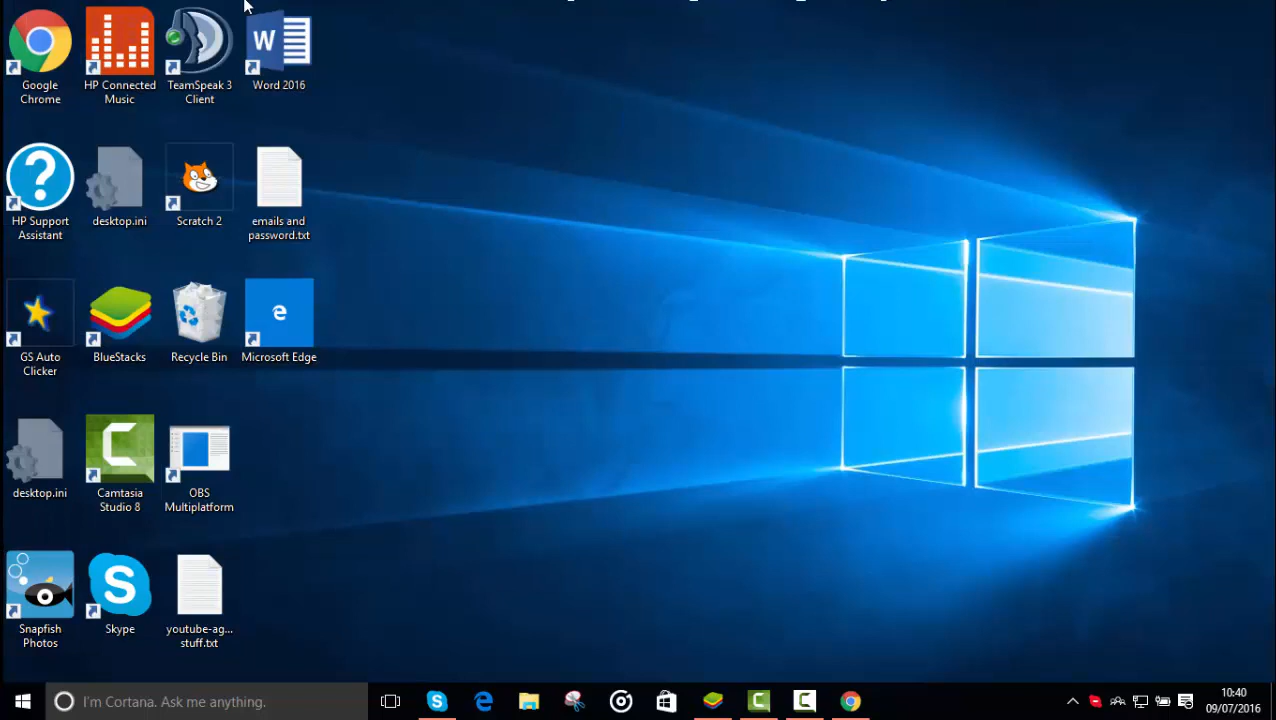 Google
Chrome
HP Connected
Music
TeamSpeak 3
Client
W
Word 2016
?
HP Support
Assistant
desktop.ini
Scratch 2
emails and
password.txt
GS Auto
Clicker
BlueStacks
Recycle Bin
e
Microsoft Edge
desktop.ini
C
Camtasia
Studio 8
OBS
Multiplatform
Snapfish
Photos
S
Skype
youtube-ag...
stuff.txt
I'm Cortana. Ask me anything.
10:40
09/07/2016